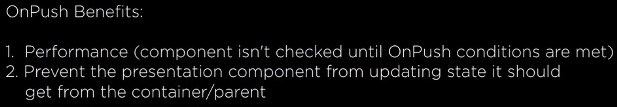 OnPush Benefits:
1. Performance (component isn't checked until OnPush conditions are met)
2. Prevent the presentation component from updating state it should
get from the container/parent